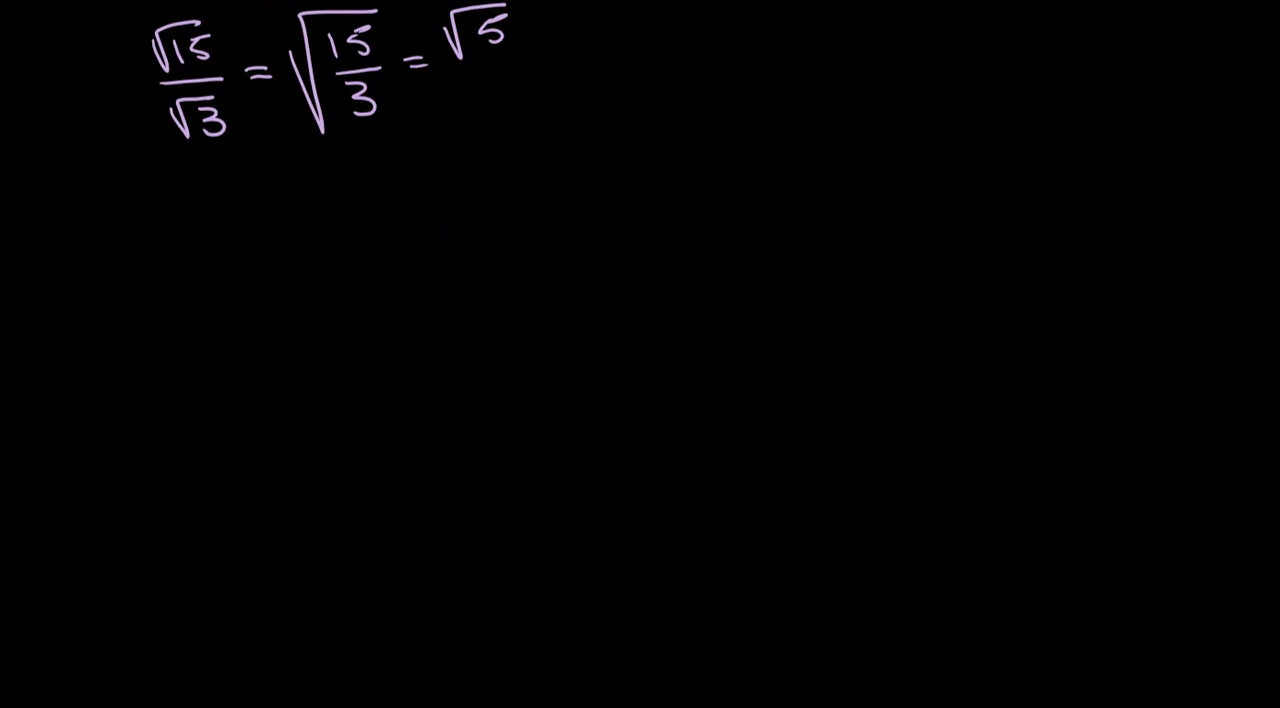 √15/√3 = √(15/3) = √5